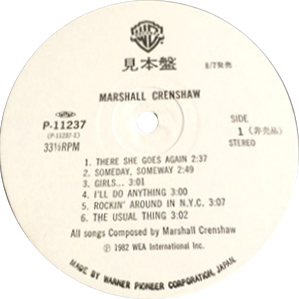 見本盤
8/7発売
MARSHALL CRENSHAW
P-11237
(P-11237-1)
33⅓RPM
SIDE
1 (非売品)
STEREO
1. THERE SHE GOES AGAIN 2:37
2. SOMEDAY, SOMEWAY 2:49
3. GIRLS... 3:01
4. I'LL DO ANYTHING 3:00
5. ROCKIN' AROUND IN N.Y.C. 3:07
6. THE USUAL THING 3:02
All songs Composed by Marshall Crenshaw
Ⓟ 1982 WEA International Inc.
MADE BY WARNER PIONEER CORPORATION, JAPAN